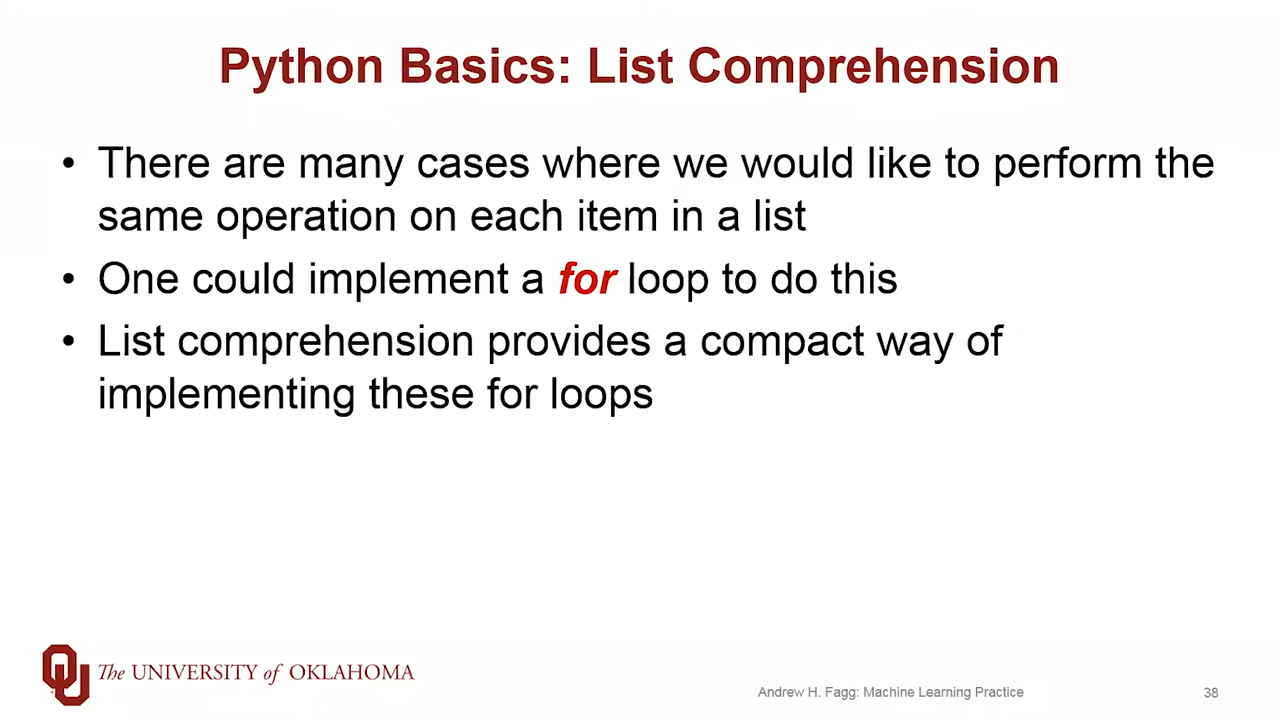 Python Basics: List Comprehension
• There are many cases where we would like to perform the
same operation on each item in a list
• One could implement a for loop to do this
• List comprehension provides a compact way of
implementing these for loops
OU The UNIVERSITY of OKLAHOMA
Andrew H. Fagg: Machine Learning Practice
38